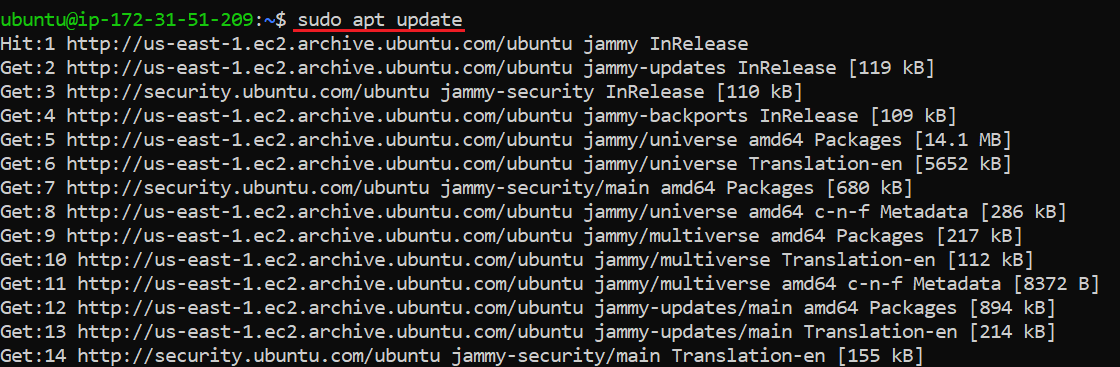 ubuntu@ip-172-31-51-209:~$ sudo apt update
Hit:1 http://us-east-1.ec2.archive.ubuntu.com/ubuntu jammy InRelease
Get:2 http://us-east-1.ec2.archive.ubuntu.com/ubuntu jammy-updates InRelease [119 kB]
Get:3 http://security.ubuntu.com/ubuntu jammy-security InRelease [110 kB]
Get:4 http://us-east-1.ec2.archive.ubuntu.com/ubuntu jammy-backports InRelease [109 kB]
Get:5 http://us-east-1.ec2.archive.ubuntu.com/ubuntu jammy/universe amd64 Packages [14.1 MB]
Get:6 http://us-east-1.ec2.archive.ubuntu.com/ubuntu jammy/universe Translation-en [5652 kB]
Get:7 http://security.ubuntu.com/ubuntu jammy-security/main amd64 Packages [680 kB]
Get:8 http://us-east-1.ec2.archive.ubuntu.com/ubuntu jammy/universe amd64 c-n-f Metadata [286 kB]
Get:9 http://us-east-1.ec2.archive.ubuntu.com/ubuntu jammy/multiverse amd64 Packages [217 kB]
Get:10 http://us-east-1.ec2.archive.ubuntu.com/ubuntu jammy/multiverse Translation-en [112 kB]
Get:11 http://us-east-1.ec2.archive.ubuntu.com/ubuntu jammy/multiverse amd64 c-n-f Metadata [8372 B]
Get:12 http://us-east-1.ec2.archive.ubuntu.com/ubuntu jammy-updates/main amd64 Packages [894 kB]
Get:13 http://us-east-1.ec2.archive.ubuntu.com/ubuntu jammy-updates/main Translation-en [214 kB]
Get:14 http://security.ubuntu.com/ubuntu jammy-security/main Translation-en [155 kB]